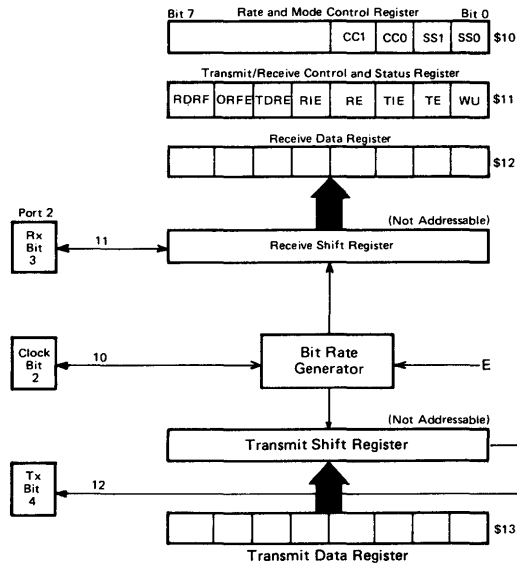 Bit 7 Rate and Mode Control Register Bit 0
CC1 CC0 SS1 SS0 $10
Transmit/Receive Control and Status Register
RDRF ORFE TDRE RIE RE TIE TE WU $11
Receive Data Register
$12
Port 2
(Not Addressable)
Rx
Bit
3
11
Receive Shift Register
Clock
Bit
2
10
Bit Rate
Generator
E
(Not Addressable)
Transmit Shift Register
Tx
Bit
4
12
$13
Transmit Data Register